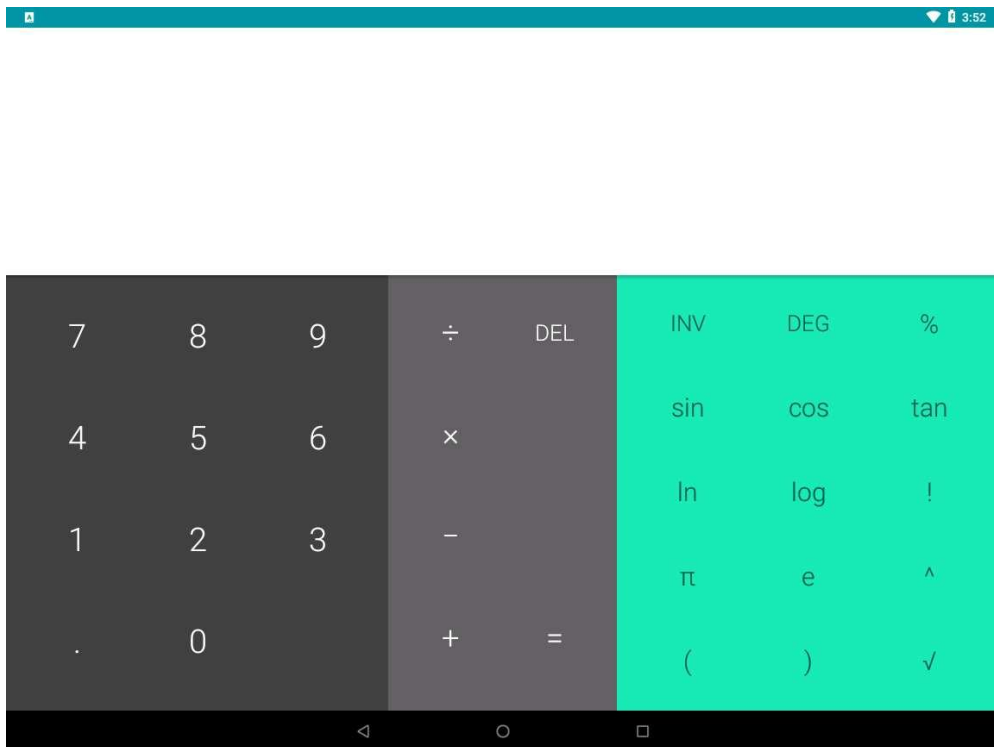 3:52
7 8 9 ÷ DEL INV DEG %
4 5 6 × sin cos tan
1 2 3 − ln log !
. 0 + = π e ^
( ) √